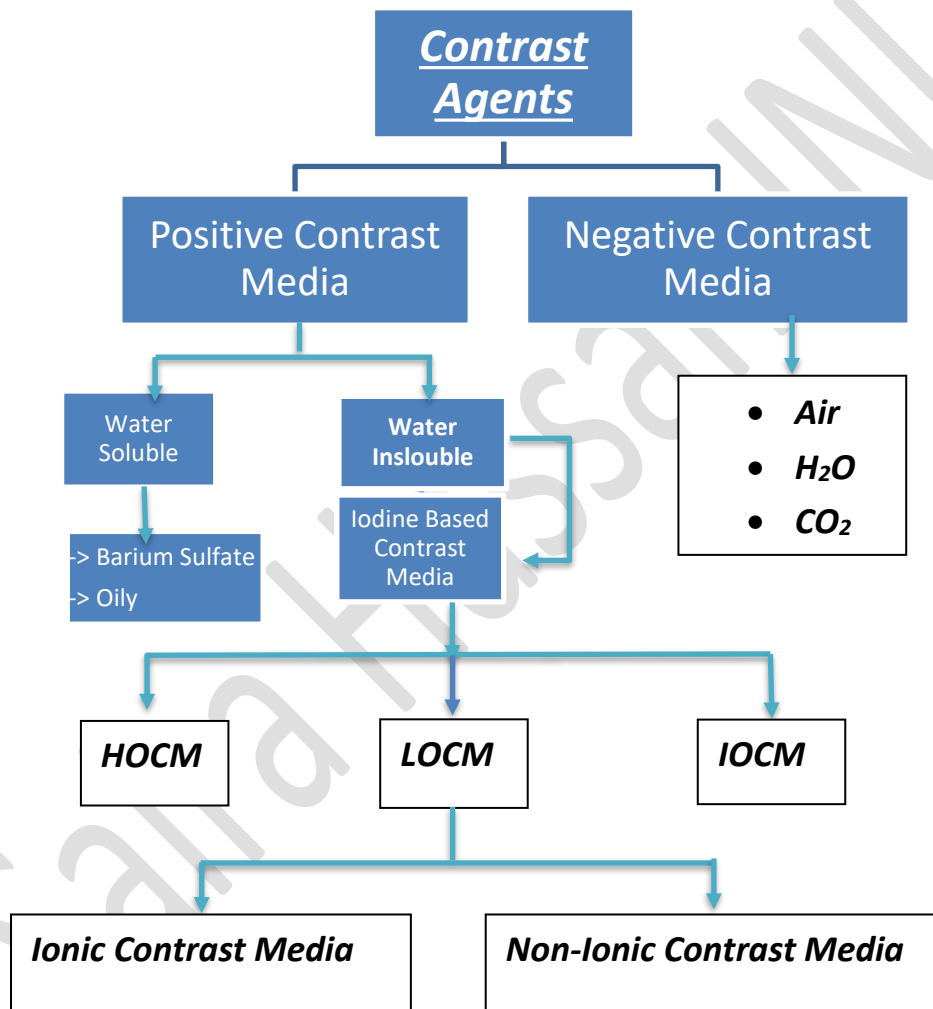 Contrast
Agents
Positive Contrast
Media
Negative Contrast
Media
Water
Soluble
Water
Inslouble
• Air
• H₂O
• CO₂
-> Barium Sulfate
-> Oily
Iodine Based
Contrast
Media
HOCM
LOCM
IOCM
Ionic Contrast Media
Non-Ionic Contrast Media